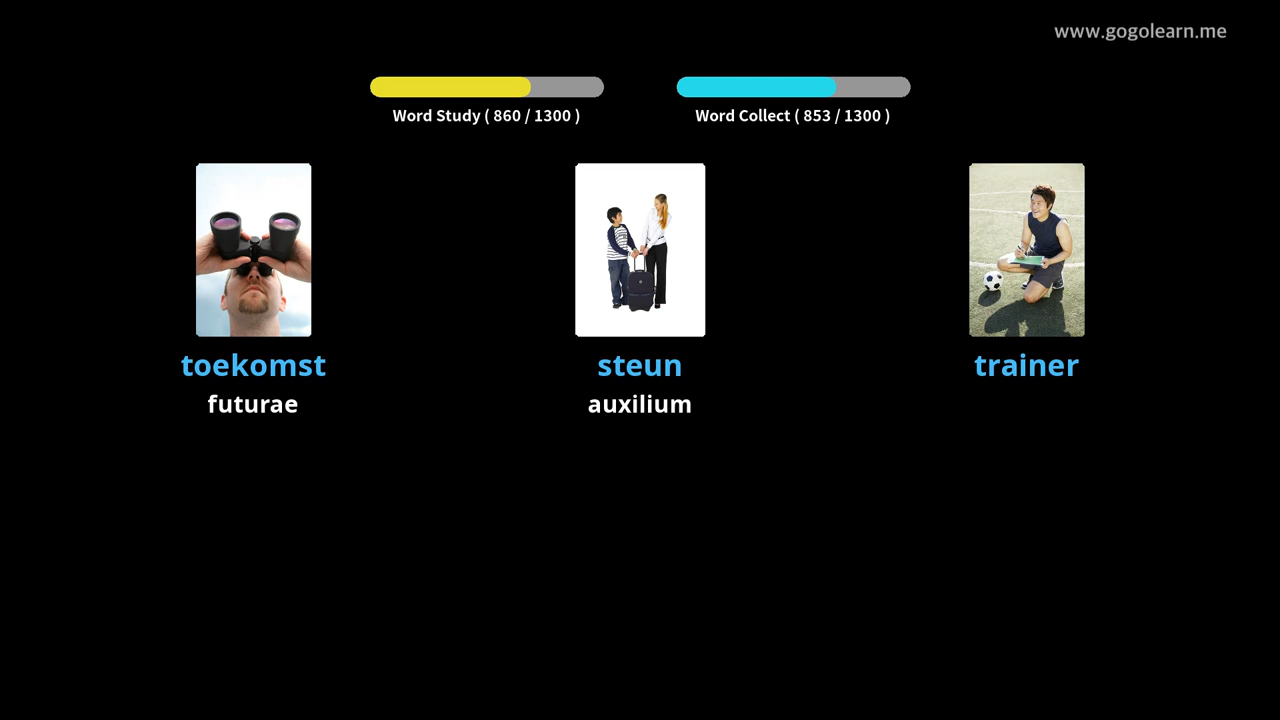 www.gogolearn.me
Word Study ( 860 / 1300 )
Word Collect ( 853 / 1300 )
toekomst
futurae
steun
auxilium
trainer